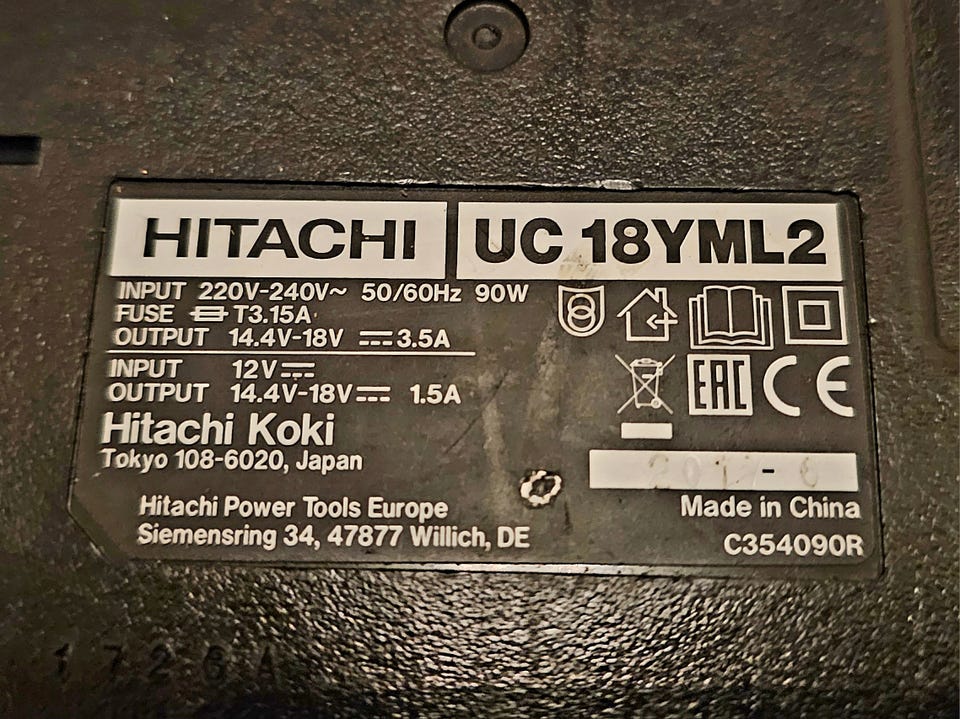 HITACHI UC 18YML2
INPUT 220V-240V~ 50/60Hz 90W
FUSE T3.15A
OUTPUT 14.4V-18V ⎓ 3.5A
INPUT 12V⎓
OUTPUT 14.4V-18V⎓ 1.5A
EAC CE
Hitachi Koki
Tokyo 108-6020, Japan
Hitachi Power Tools Europe
Siemensring 34, 47877 Willich, DE
Made in China
C354090R